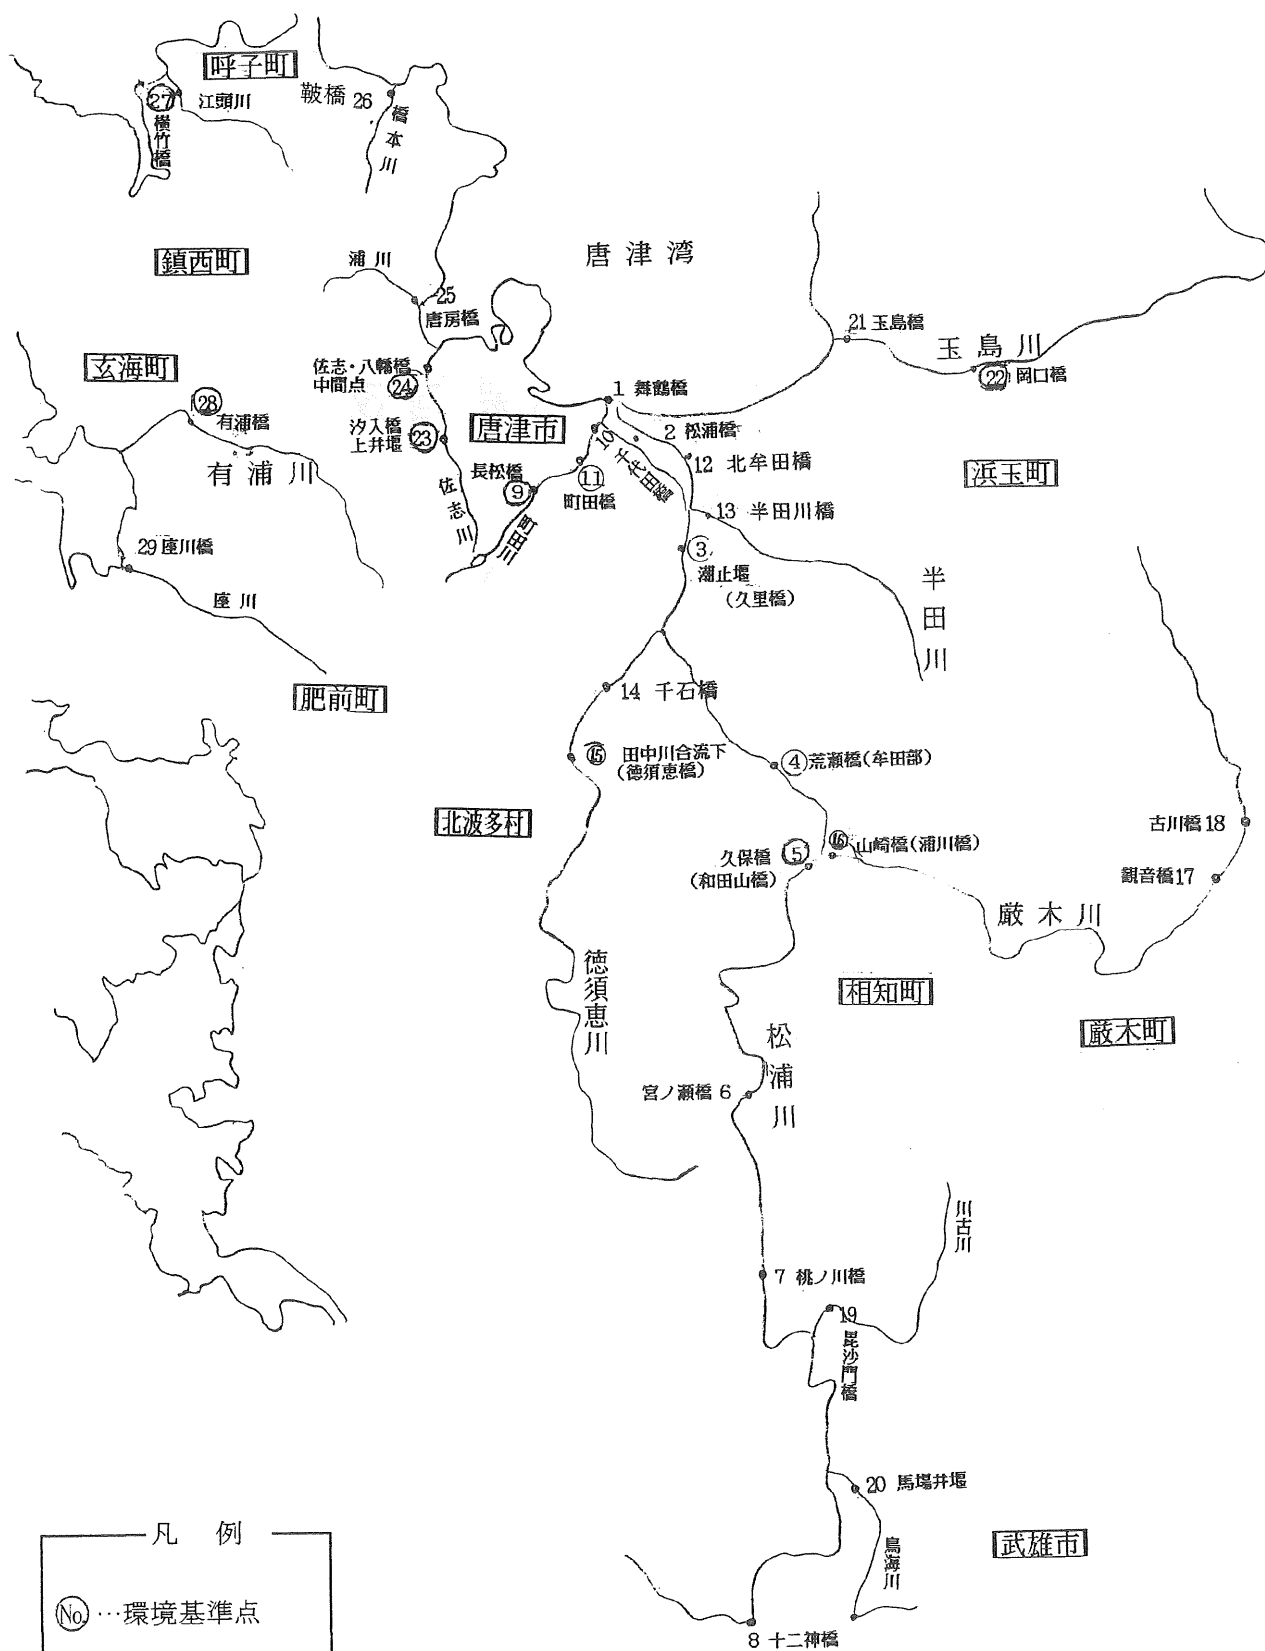 呼子町
27
江頭川
横竹橋
鞍橋 26
橋本川
鎮西町
浦川
25
唐房橋
唐津湾
21 玉島橋
玉島川
22 岡口橋
玄海町
28
有浦橋
有浦川
佐志・八幡橋
中間点
24
汐入橋
上井堰
23
佐志川
唐津市
1 舞鶴橋
2 松浦橋
10
千代田橋
12 北牟田橋
浜玉町
長松橋
9
11
町田橋
13 半田川橋
29 座川橋
座川
3
潮止堰
(久里橋)
半田川
肥前町
14 千石橋
15 田中川合流下
(徳須恵橋)
4 荒瀬橋(牟田部)
北波多村
古川橋 18
16 山崎橋(浦川橋)
久保橋 5
(和田山橋)
観音橋 17
厳木川
徳須恵川
相知町
厳木町
松浦川
宮ノ瀬橋 6
川古川
7 桃ノ川橋
19
毘沙門橋
20 馬場井堰
鳥海川
武雄市
凡例
No. …環境基準点
8 十二神橋